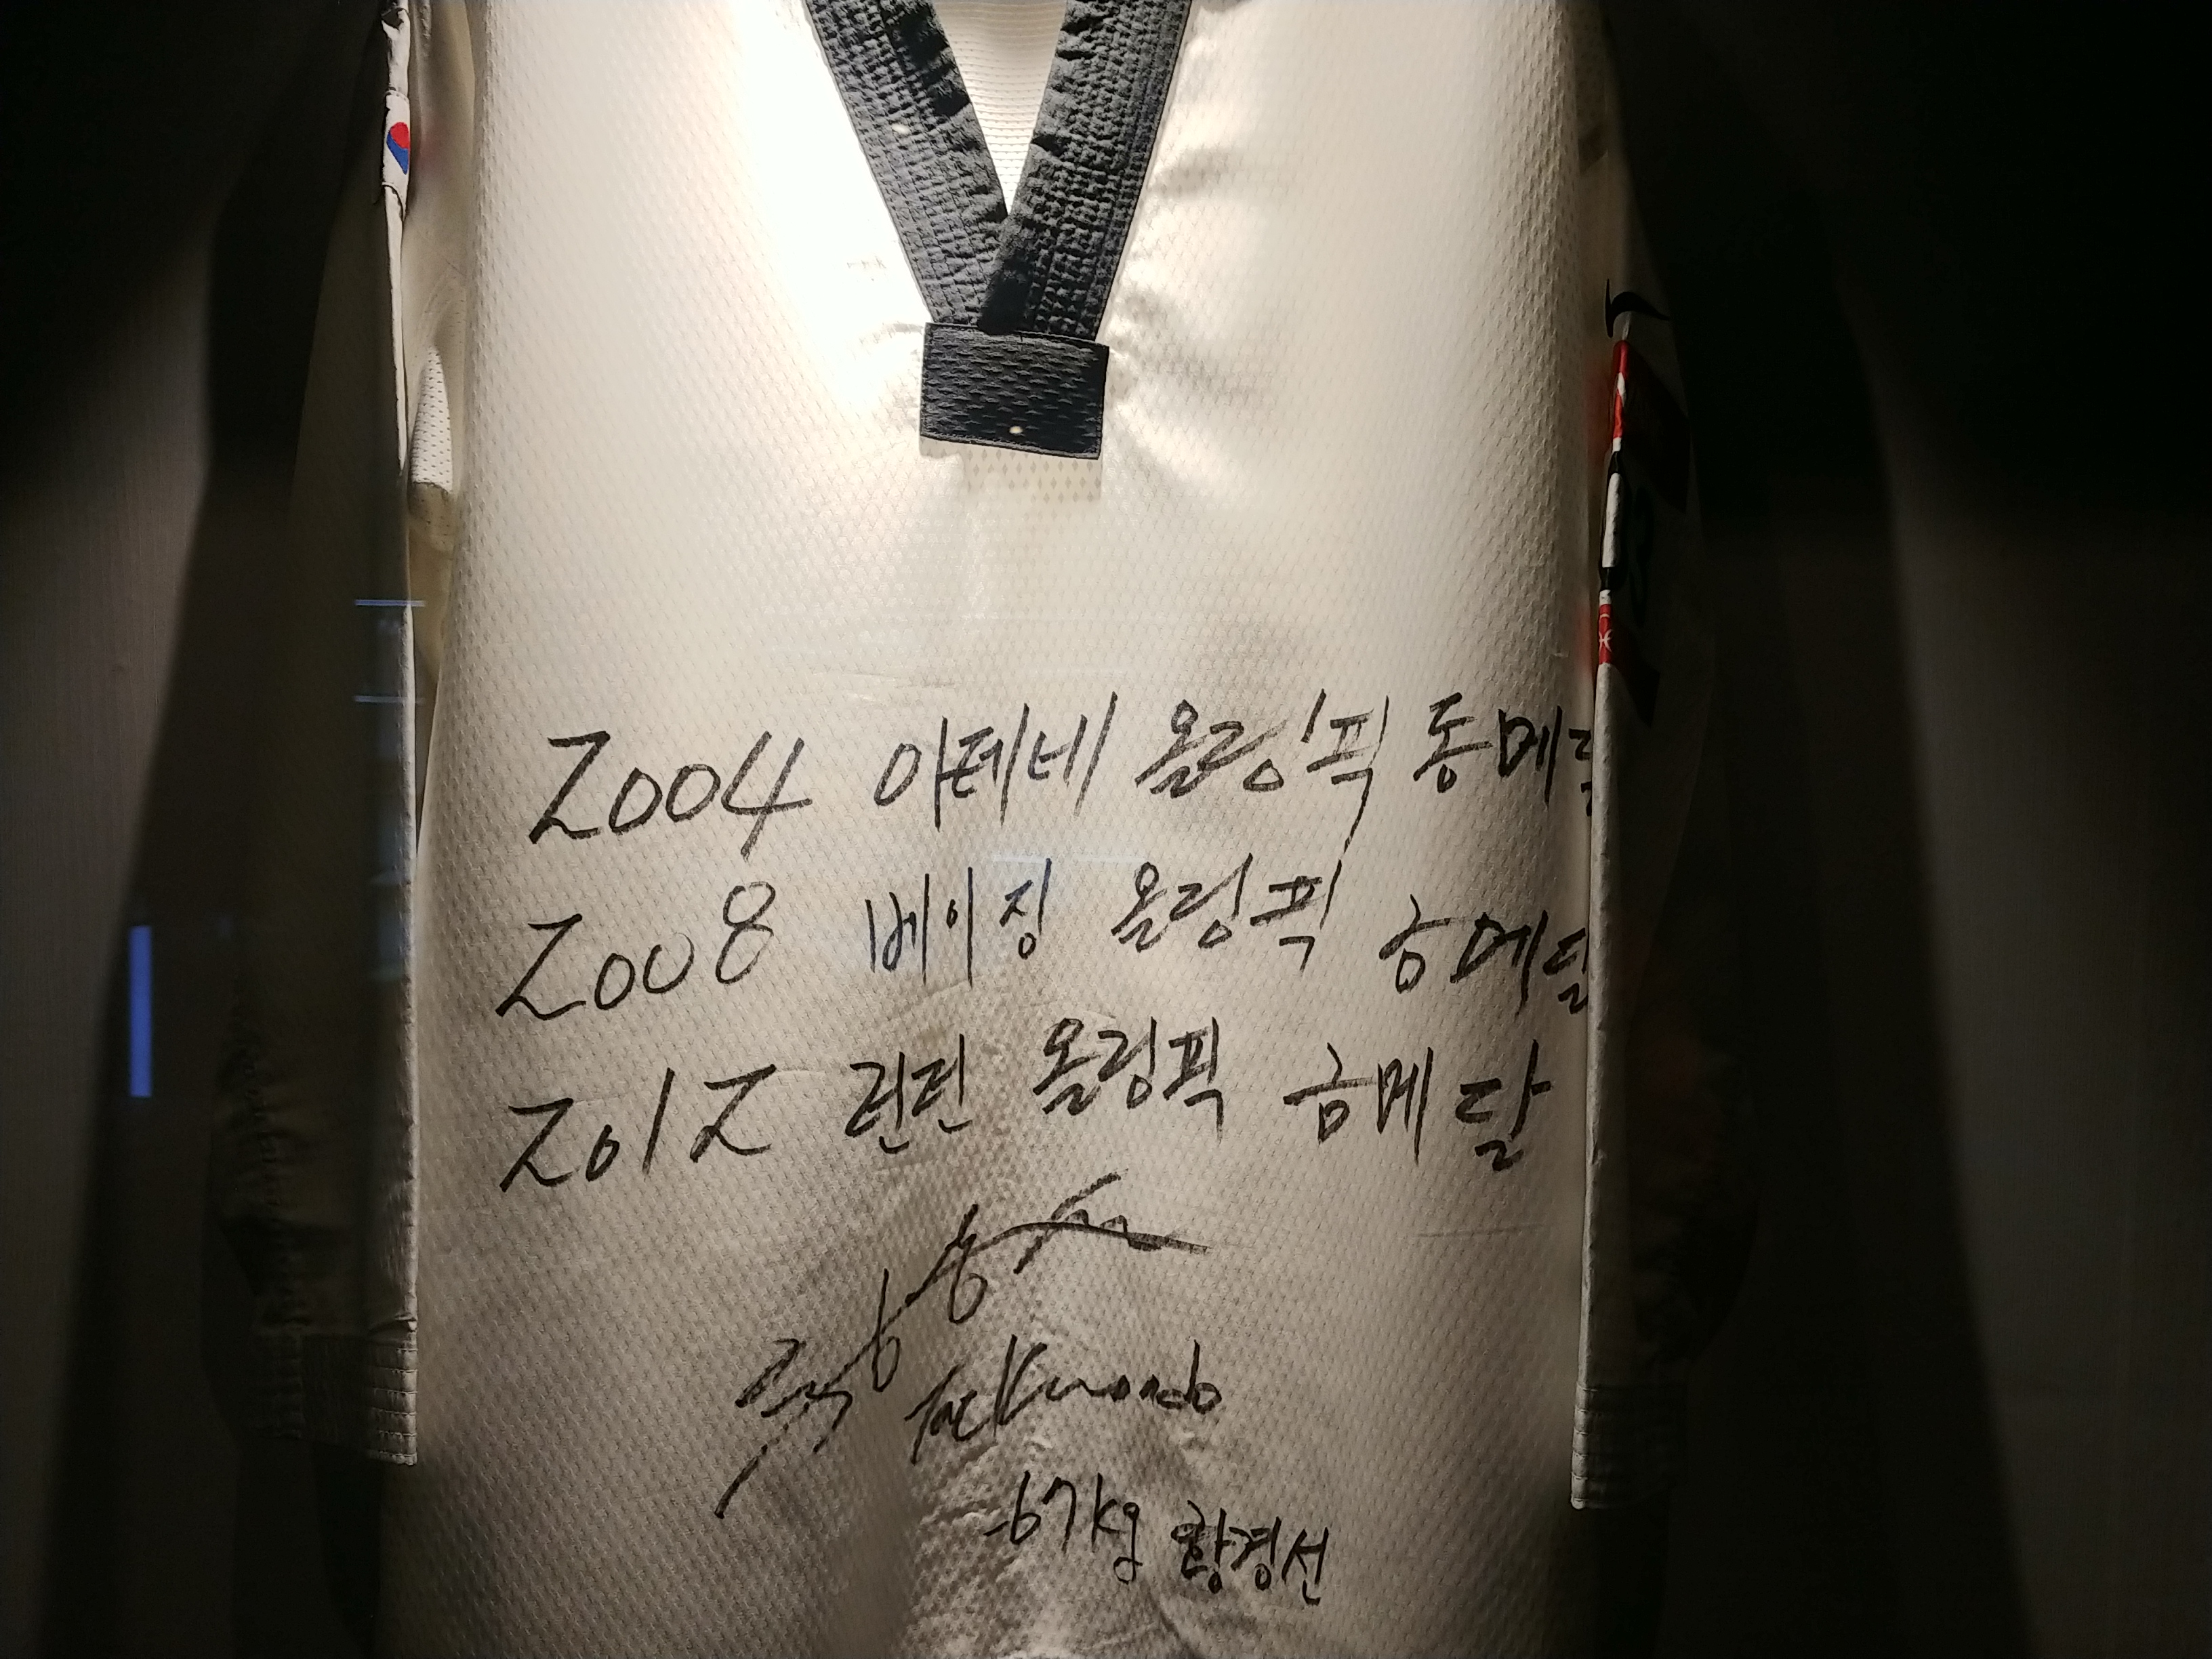 2004 아테네 올림픽 동메달
2008 베이징 올림픽 금메달
2012 런던 올림픽 금메달
Taekwondo
-67kg 황경선